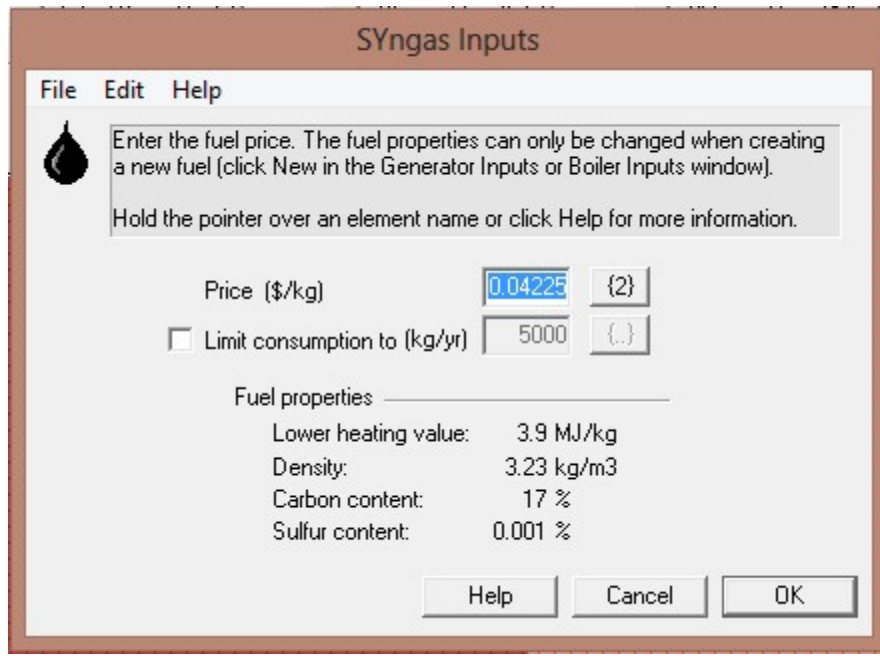 SYngas Inputs
File Edit Help
Enter the fuel price. The fuel properties can only be changed when creating
a new fuel (click New in the Generator Inputs or Boiler Inputs window).
Hold the pointer over an element name or click Help for more information.
Price ($/kg) 0.04225 {2}
Limit consumption to (kg/yr) 5000 {..}
Fuel properties
Lower heating value: 3.9 MJ/kg
Density: 3.23 kg/m3
Carbon content: 17 %
Sulfur content: 0.001 %
Help Cancel OK